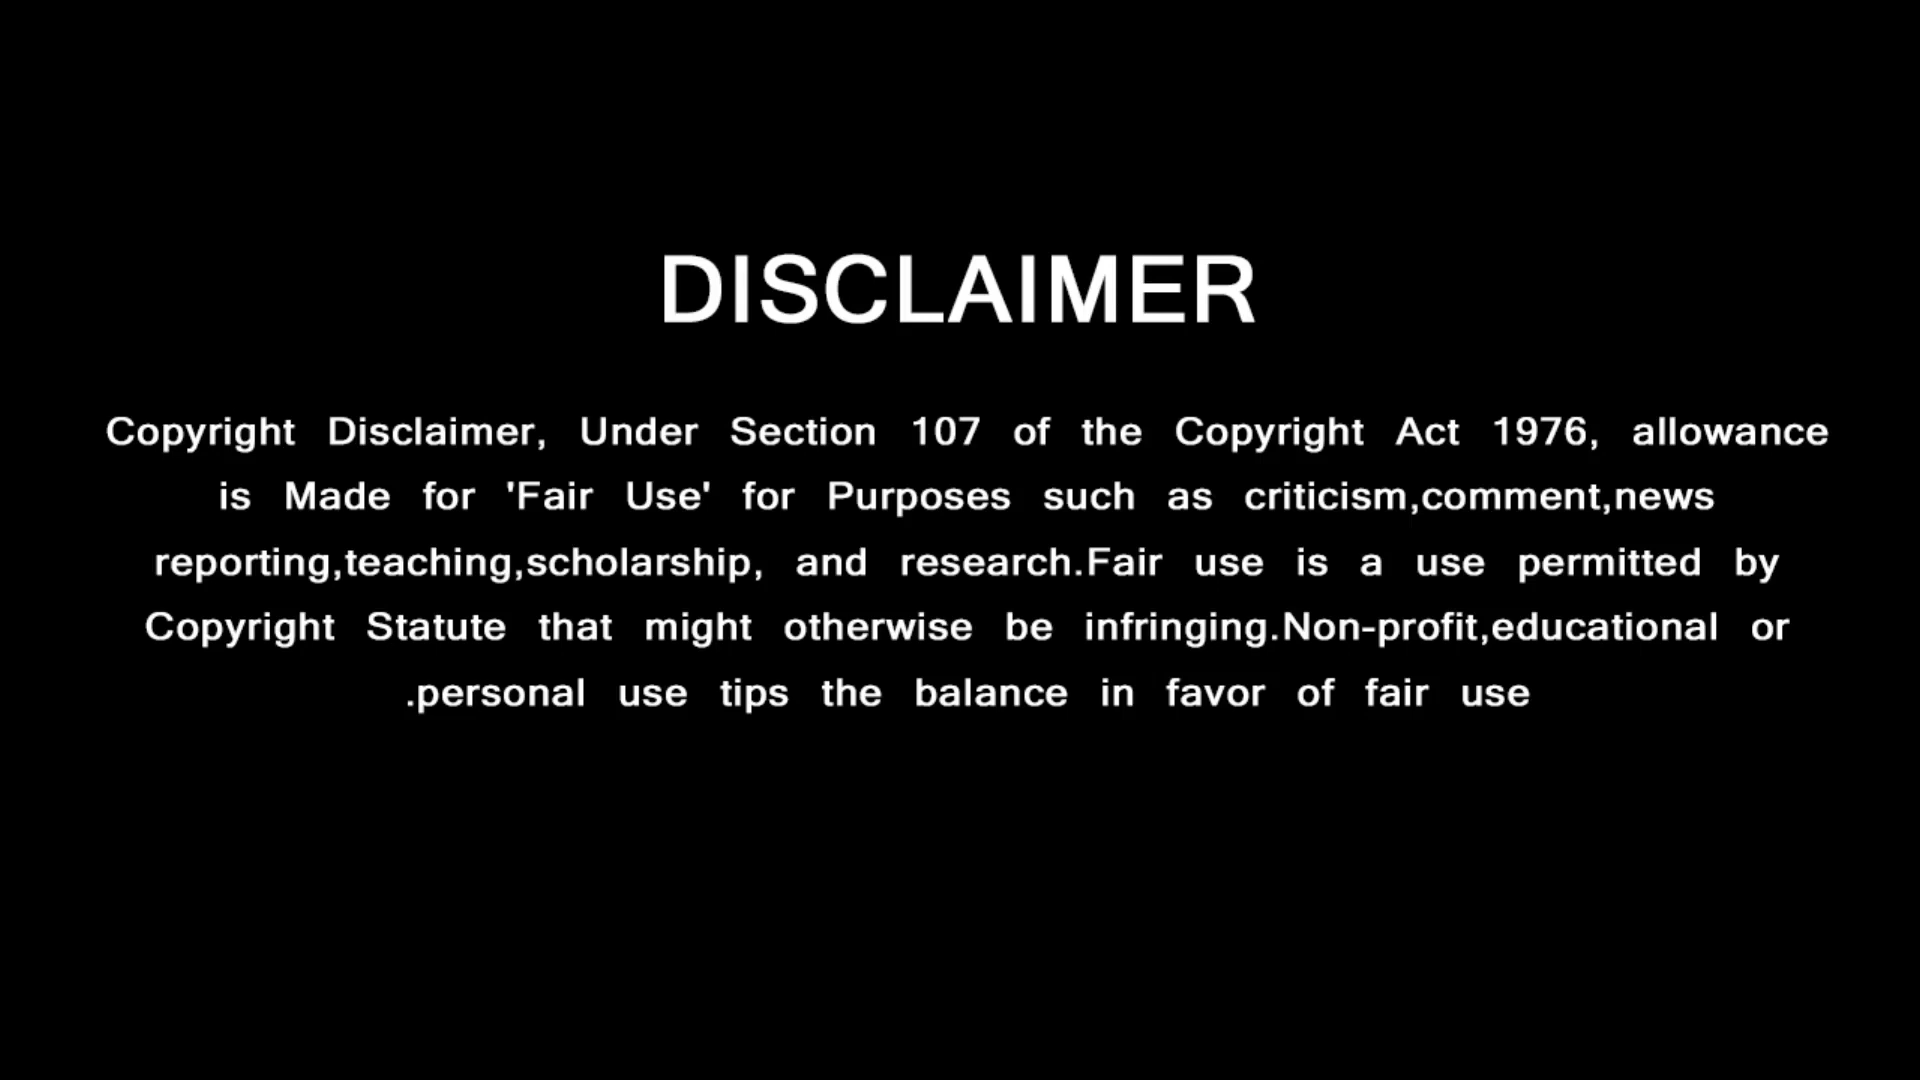 DISCLAIMER
Copyright Disclaimer, Under Section 107 of the Copyright Act 1976, allowance
is Made for 'Fair Use' for Purposes such as criticism,comment,news
reporting,teaching,scholarship, and research.Fair use is a use permitted by
Copyright Statute that might otherwise be infringing.Non-profit,educational or
.personal use tips the balance in favor of fair use